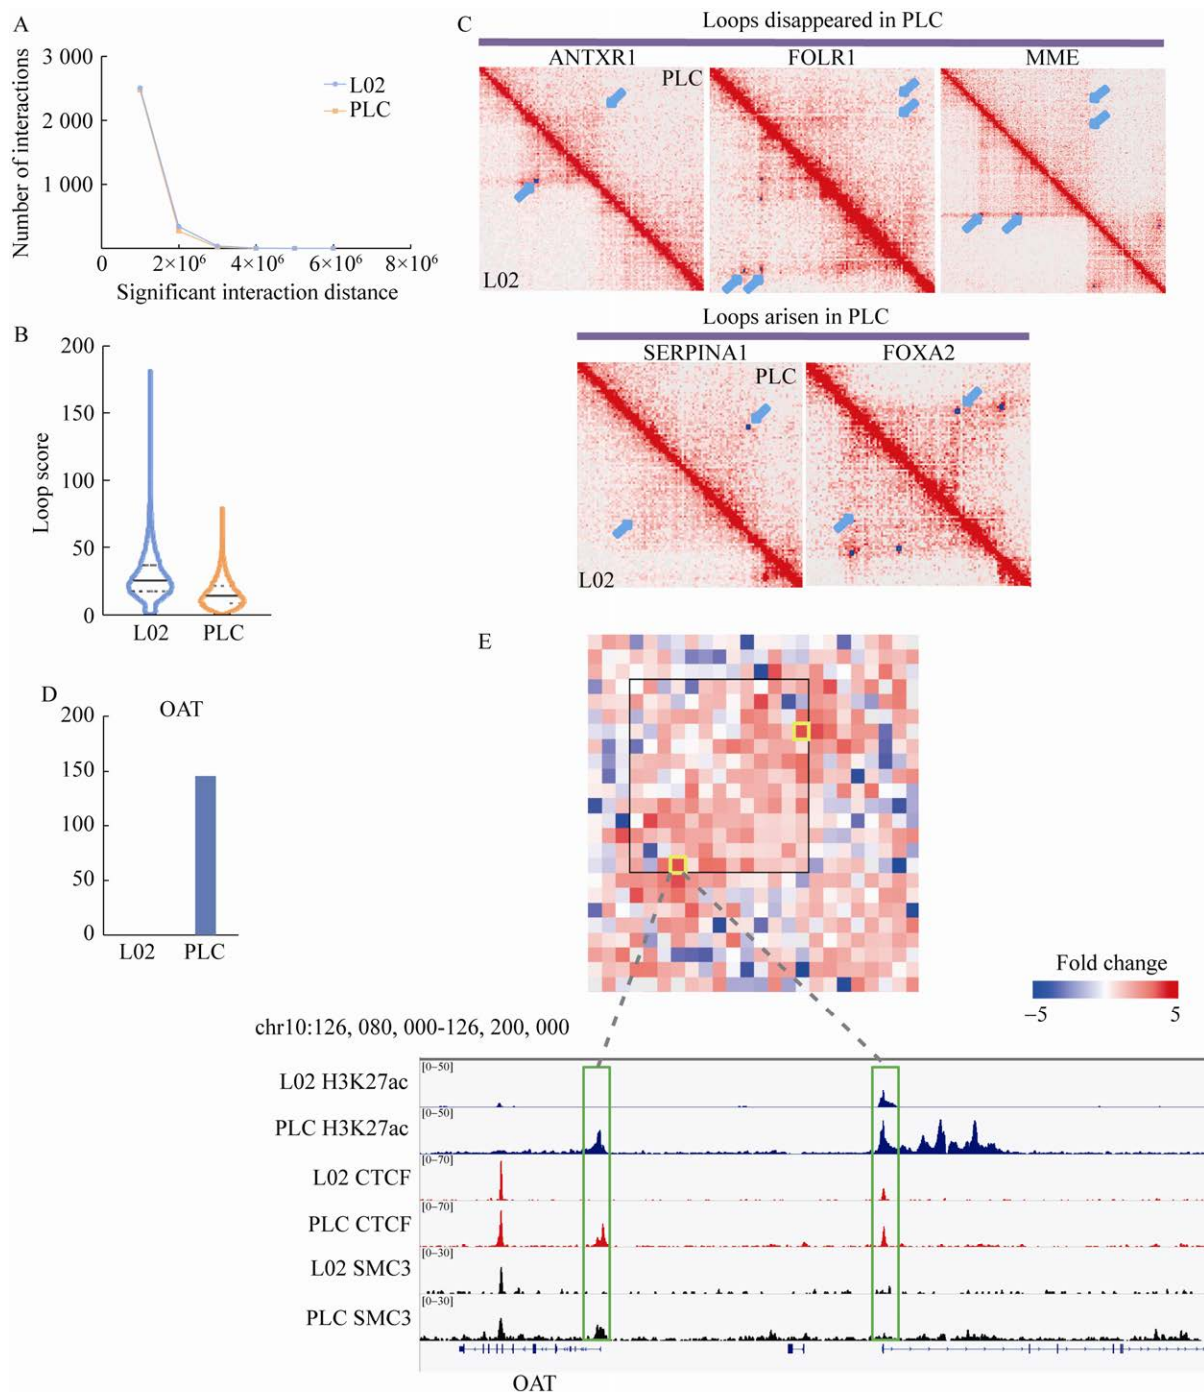 A
3 000
2 000
1 000
0
2×10⁶
4×10⁶
6×10⁶
8×10⁶
Number of interactions
Significant interaction distance
L02
PLC
B
200
150
100
50
0
Loop score
L02
PLC
C
Loops disappeared in PLC
ANTXR1
FOLR1
MME
PLC
L02
Loops arisen in PLC
SERPINA1
FOXA2
PLC
L02
D
OAT
200
150
100
50
0
L02
PLC
E
Fold change
−5
5
chr10:126, 080, 000-126, 200, 000
L02 H3K27ac
[0–50]
PLC H3K27ac
[0–50]
L02 CTCF
[0–70]
PLC CTCF
[0–70]
L02 SMC3
[0–30]
PLC SMC3
[0–30]
OAT